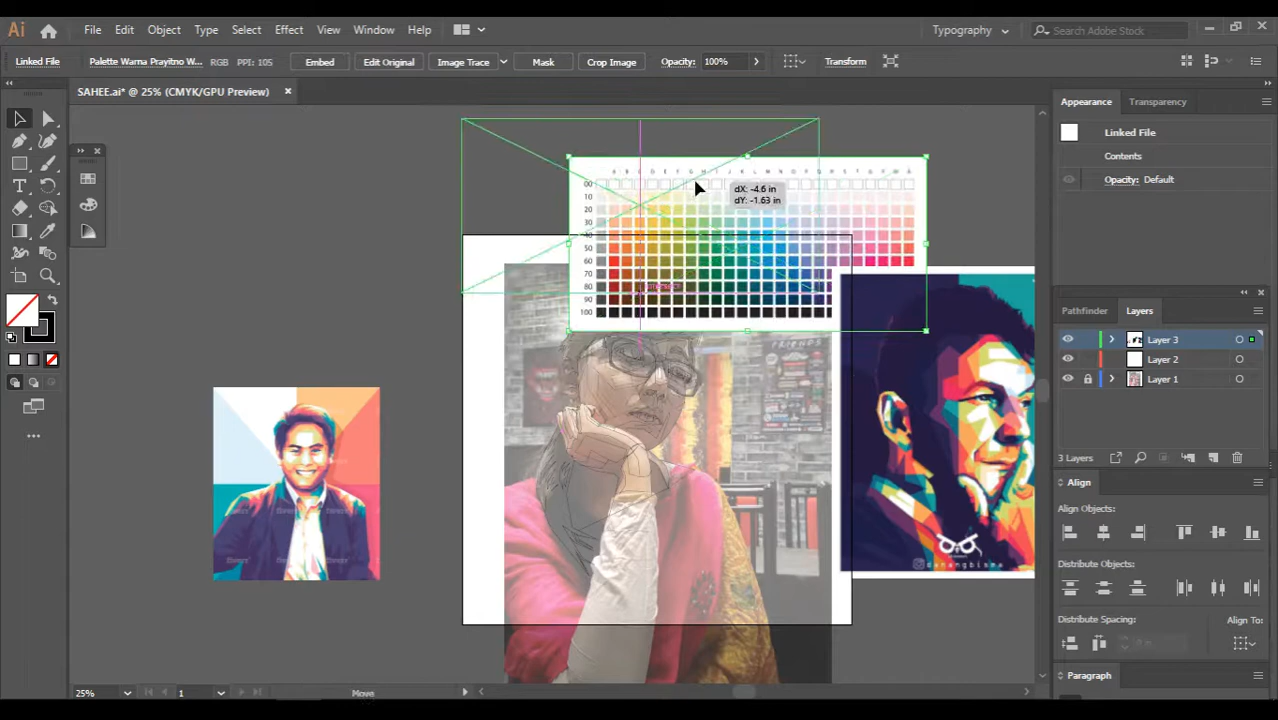 Ai File Edit Object Type Select Effect View Window Help Typography Search Adobe Stock
Linked File Palette Warna Prayitno W... RGB PPI: 105 Embed Edit Original Image Trace Mask Crop Image Opacity: 100% Transform
SAHEE.ai* @ 25% (CMYK/GPU Preview)
Appearance Transparency
Linked File
Contents
Opacity: Default
dX: -4.6 in
dY: -1.63 in
00
10
20
30
40
50
60
70
80
90
100
intersect
FRIENDS
danangbisma
Pathfinder Layers
Layer 3
Layer 2
Layer 1
3 Layers
Align
Align Objects:
Distribute Objects:
Distribute Spacing: Align To:
Paragraph
25% 1 Move